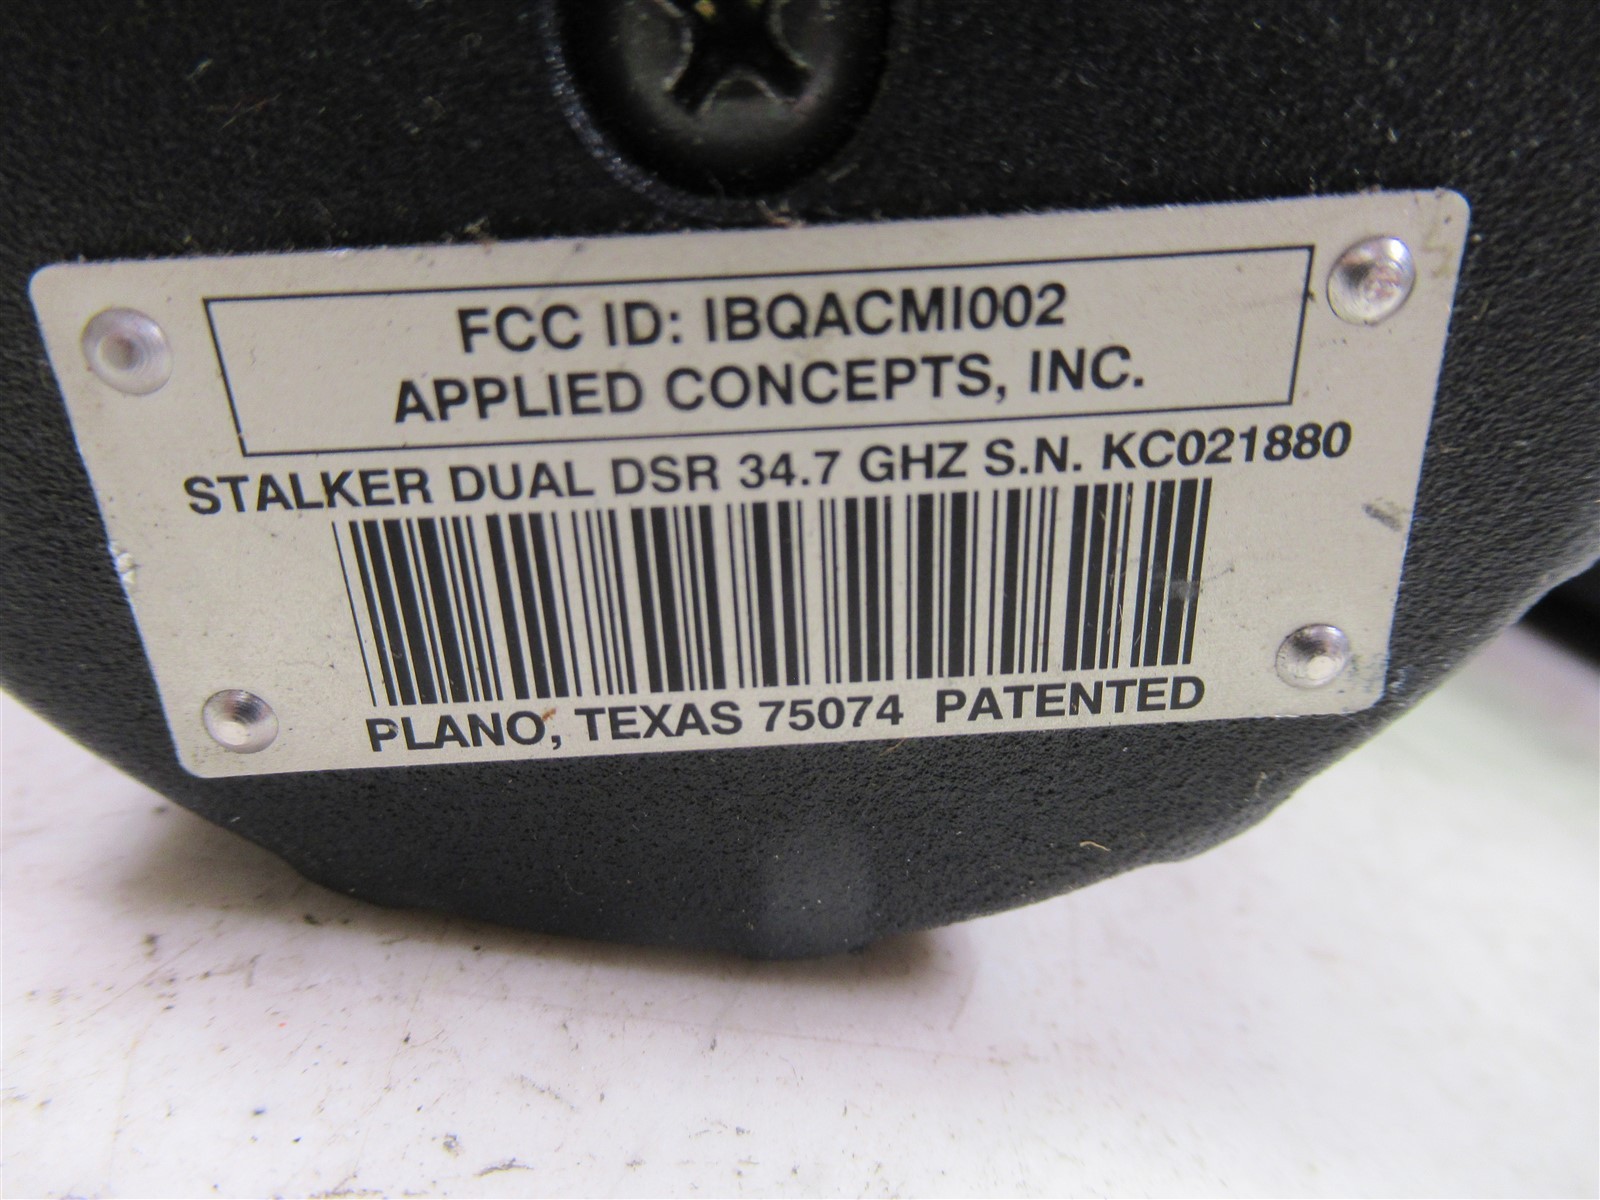 FCC ID: IBQACMI002
APPLIED CONCEPTS, INC.
STALKER DUAL DSR 34.7 GHZ S.N. KC021880
PLANO, TEXAS 75074 PATENTED